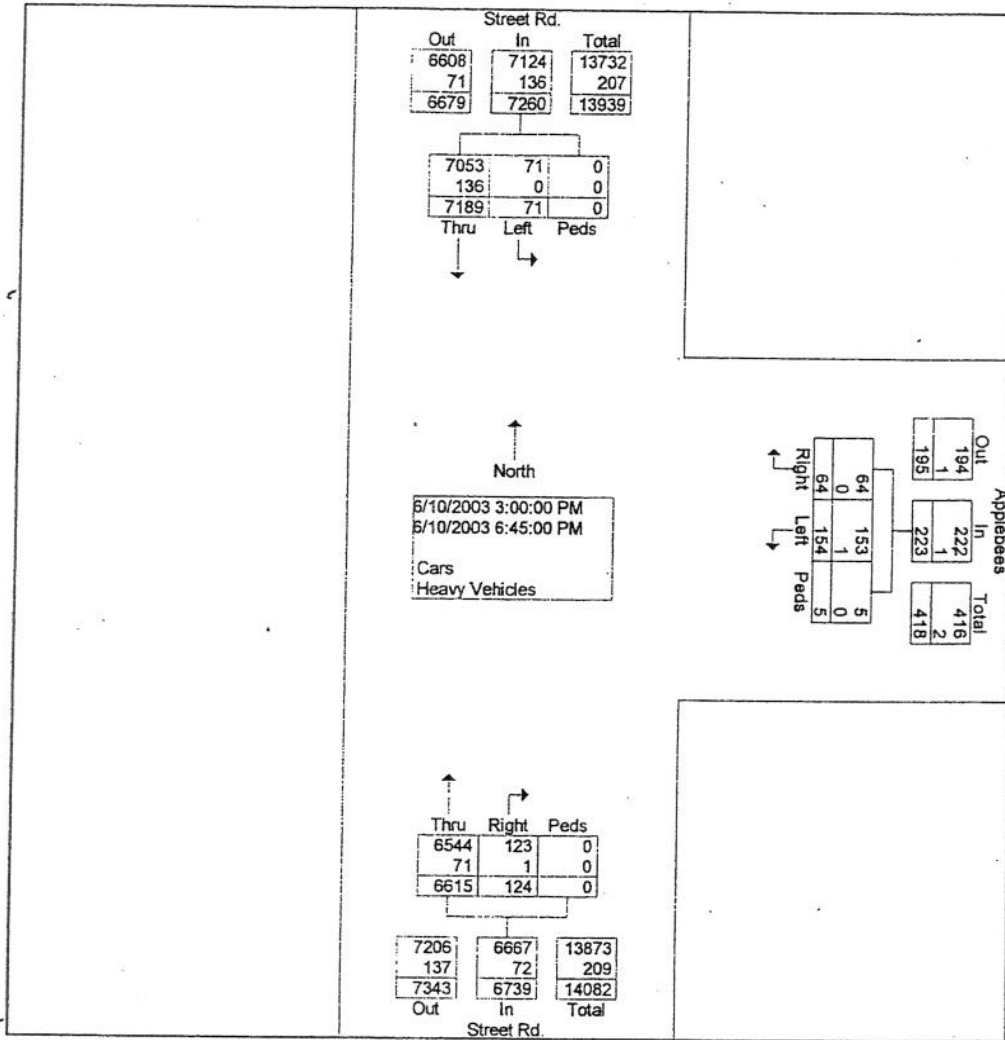 Street Rd.
Out In Total
6608 7124 13732
71 136 207
6679 7260 13939
7053 71 0
136 0 0
7189 71 0
Thru Left Peds
North
6/10/2003 3:00:00 PM
6/10/2003 6:45:00 PM
Cars
Heavy Vehicles
Applebees
Out In Total
194 222 416
1 1 2
195 223 418
64 153 5
0 1 0
64 154 5
Right Left Peds
Thru Right Peds
6544 123 0
71 1 0
6615 124 0
7206 6667 13873
137 72 209
7343 6739 14082
Out In Total
Street Rd.